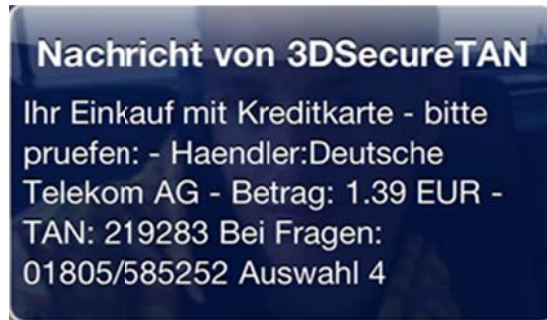 Nachricht von 3DSecureTAN
Ihr Einkauf mit Kreditkarte - bitte
pruefen: - Haendler:Deutsche
Telekom AG - Betrag: 1.39 EUR -
TAN: 219283 Bei Fragen:
01805/585252 Auswahl 4